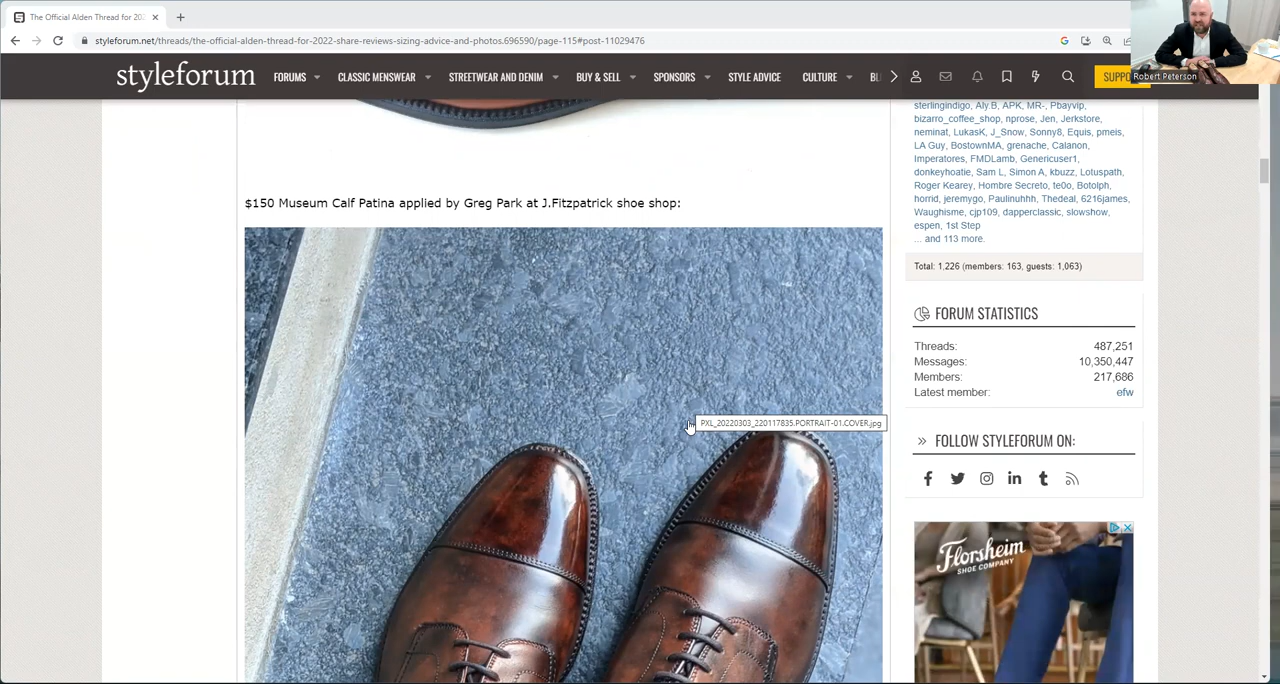 The Official Alden Thread for 202
styleforum.net/threads/the-official-alden-thread-for-2022-share-reviews-sizing-advice-and-photos.696590/page-115#post-11029476
Robert Peterson
styleforum
FORUMS
CLASSIC MENSWEAR
STREETWEAR AND DENIM
BUY & SELL
SPONSORS
STYLE ADVICE
CULTURE
BL
SUPPO
$150 Museum Calf Patina applied by Greg Park at J.Fitzpatrick shoe shop:
PXL_20220303_220117835.PORTRAIT-01.COVER.jpg
sterlingindigo, Aly.B, APK, MR-, Pbayvip,
bizarro_coffee_shop, nprose, Jen, Jerkstore,
neminat, LukasK, J_Snow, Sonny8, Equis, pmeis,
LA Guy, BostownMA, grenache, Calanon,
Imperatores, FMDLamb, Genericuser1,
donkeyhoatie, Sam L, Simon A, kbuzz, Lotuspath,
Roger Kearey, Hombre Secreto, te0o, Botolph,
horrid, jeremygo, Paulinuhhh, Thedeal, 6216james,
Waughisme, cjp109, dapperclassic, slowshow,
espen, 1st Step
... and 113 more.
Total: 1,226 (members: 163, guests: 1,063)
FORUM STATISTICS
Threads: 487,251
Messages: 10,350,447
Members: 217,686
Latest member: efw
FOLLOW STYLEFORUM ON:
Florsheim
SHOE COMPANY